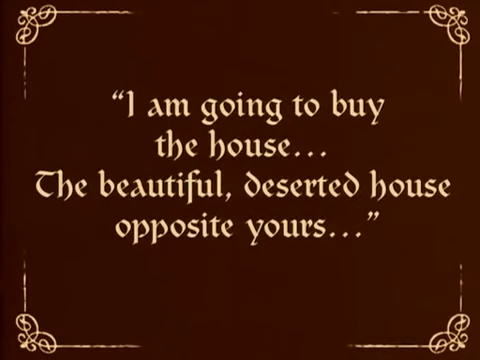 “I am going to buy
the house...
The beautiful, deserted house
opposite yours...”